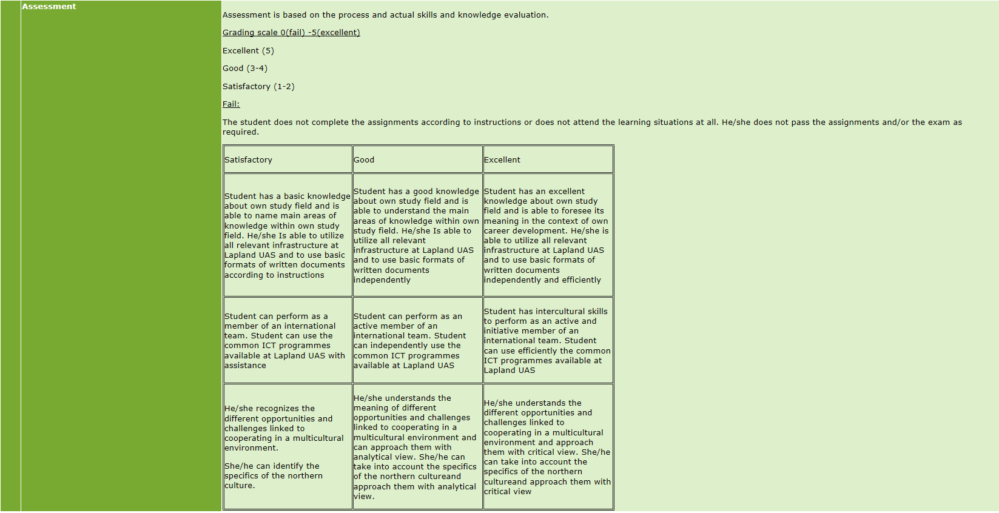 Assessment
Assessment is based on the process and actual skills and knowledge evaluation.
Grading scale 0(fail) -5(excellent)
Excellent (5)
Good (3-4)
Satisfactory (1-2)
Fail:
The student does not complete the assignments according to instructions or does not attend the learning situations at all. He/she does not pass the assignments and/or the exam as
required.
Satisfactory
Good
Excellent
Student has a basic knowledge
about own study field and is
able to name main areas of
knowledge within own study
field. He/she Is able to utilize
all relevant infrastructure at
Lapland UAS and to use basic
formats of written documents
according to instructions
Student has a good knowledge
about own study field and is
able to understand the main
areas of knowledge within own
study field. He/she Is able to
utilize all relevant
infrastructure at Lapland UAS
and to use basic formats of
written documents
independently
Student has an excellent
knowledge about own study
field and is able to foresee its
meaning in the context of own
career development. He/she is
able to utilize all relevant
infrastructure at Lapland UAS
and to use basic formats of
written documents
independently and efficiently
Student can perform as a
member of an international
team. Student can use the
common ICT programmes
available at Lapland UAS with
assistance
Student can perform as an
active member of an
international team. Student
can independently use the
common ICT programmes
available at Lapland UAS
Student has intercultural skills
to perform as an active and
initiative member of an
international team. Student
can use efficiently the common
ICT programmes available at
Lapland UAS
He/she recognizes the
different opportunities and
challenges linked to
cooperating in a multicultural
environment.
She/he can identify the
specifics of the northern
culture.
He/she understands the
meaning of different
opportunities and challenges
linked to cooperating in a
multicultural environment and
can approach them with
analytical view. She/he can
take into account the specifics
of the northern cultureand
approach them with analytical
view.
He/she understands the
different opportunities and
challenges linked to
cooperating in a multicultural
environment and approach
them with critical view. She/he
can take into account the
specifics of the northern
cultureand approach them with
critical view